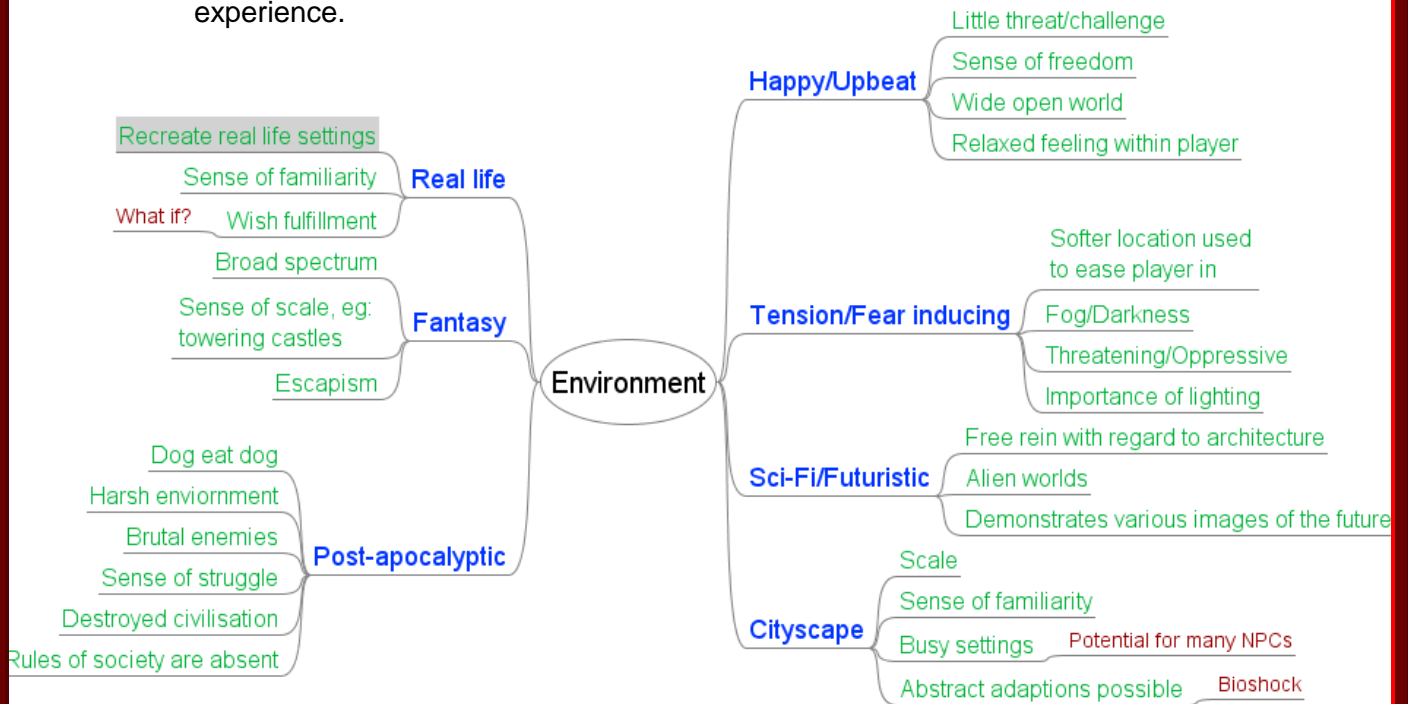 experience.
Recreate real life settings
Sense of familiarity
What if?
Wish fulfillment
Real life
Broad spectrum
Sense of scale, eg:
towering castles
Escapism
Fantasy
Dog eat dog
Harsh enviornment
Brutal enemies
Sense of struggle
Destroyed civilisation
Rules of society are absent
Post-apocalyptic
Environment
Happy/Upbeat
Little threat/challenge
Sense of freedom
Wide open world
Relaxed feeling within player
Tension/Fear inducing
Softer location used
to ease player in
Fog/Darkness
Threatening/Oppressive
Importance of lighting
Sci-Fi/Futuristic
Free rein with regard to architecture
Alien worlds
Demonstrates various images of the future
Cityscape
Scale
Sense of familiarity
Busy settings
Potential for many NPCs
Abstract adaptions possible
Bioshock